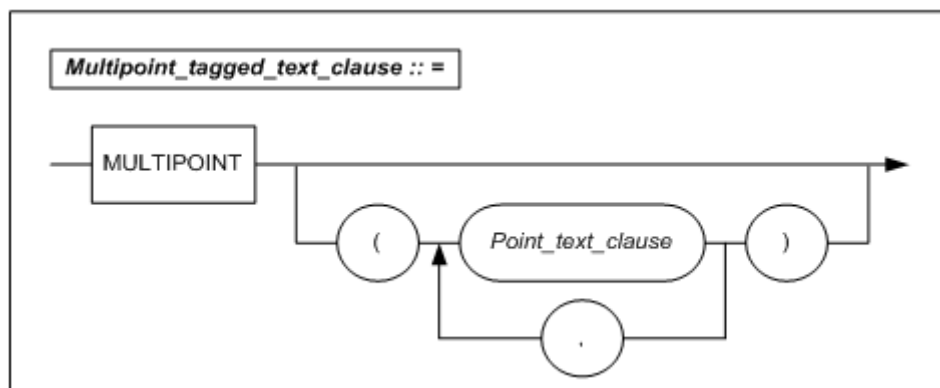 Multipoint_tagged_text_clause :: =
MULTIPOINT
( Point_text_clause )
,